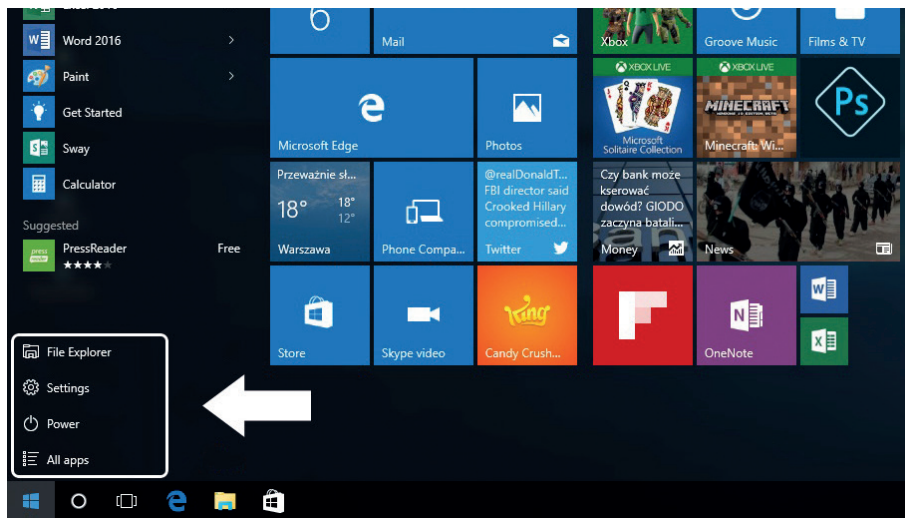 Word 2016
Paint
Get Started
Sway
Calculator
Suggested
PressReader
Free
File Explorer
Settings
Power
All apps
6
Mail
Microsoft Edge
Photos
Przeważnie sł...
18°
18°
12°
Warszawa
Phone Compa...
@realDonaldT...
FBI director said
Crooked Hillary
compromised...
Twitter
Store
Skype video
King
Candy Crush...
Xbox
Groove Music
Films & TV
XBOX LIVE
Microsoft
Solitaire Collection
XBOX LIVE
MINECRAFT
Minecraft: Wi...
Ps
Czy bank może
kserować
dowód? GIODO
zaczyna batali...
Money
News
N
OneNote
W
X